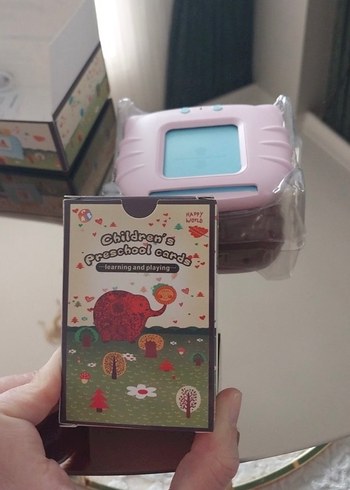 HAPPY
WORLD
Children's
Preschool cards
learning and playing